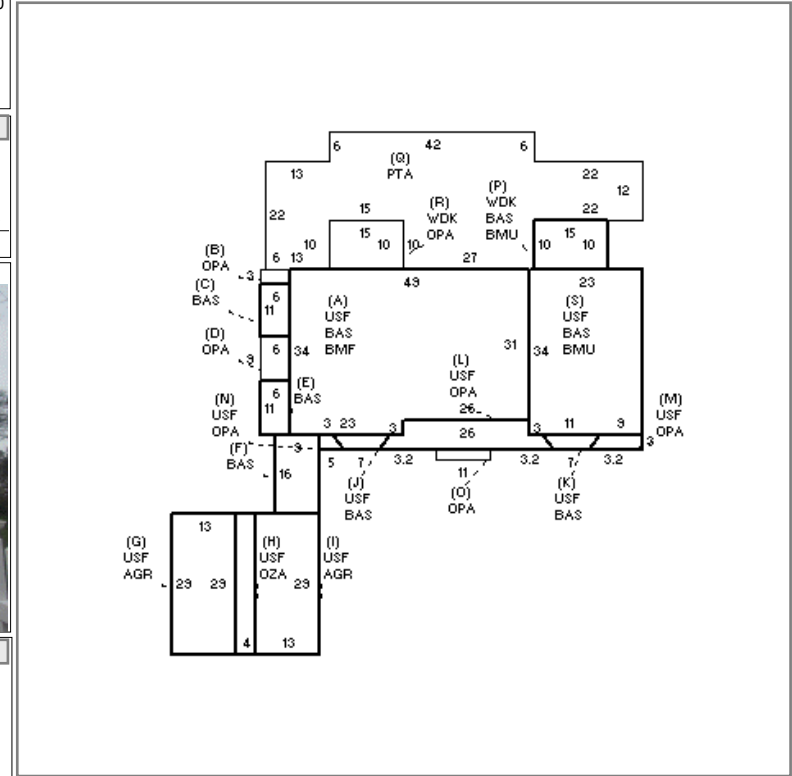 6 42 6
(Q)
PTA
13 22
12
(R)
WDK
OPA
(P)
WDK
BAS
BMU
22 15 22
15 10 10
15
10 10
10
(B)
OPA
6 13 27
3
49 23
(C)
BAS
6
11
(A)
USF
BAS
BMF
(S)
USF
BAS
BMU
(D)
OPA
9
6
34
31
34
(L)
USF
OPA
(E)
BAS
6
11
26
26
(N)
USF
OPA
3 23 3
3 11 9
(M)
USF
OPA
3
(F)
BAS
9
16
5 7 3.2
11
3.2 7 3.2
(J)
USF
BAS
(O)
OPA
(K)
USF
BAS
(G)
USF
AGR
13
(H)
USF
OZA
(I)
USF
AGR
29 29 29
4 13